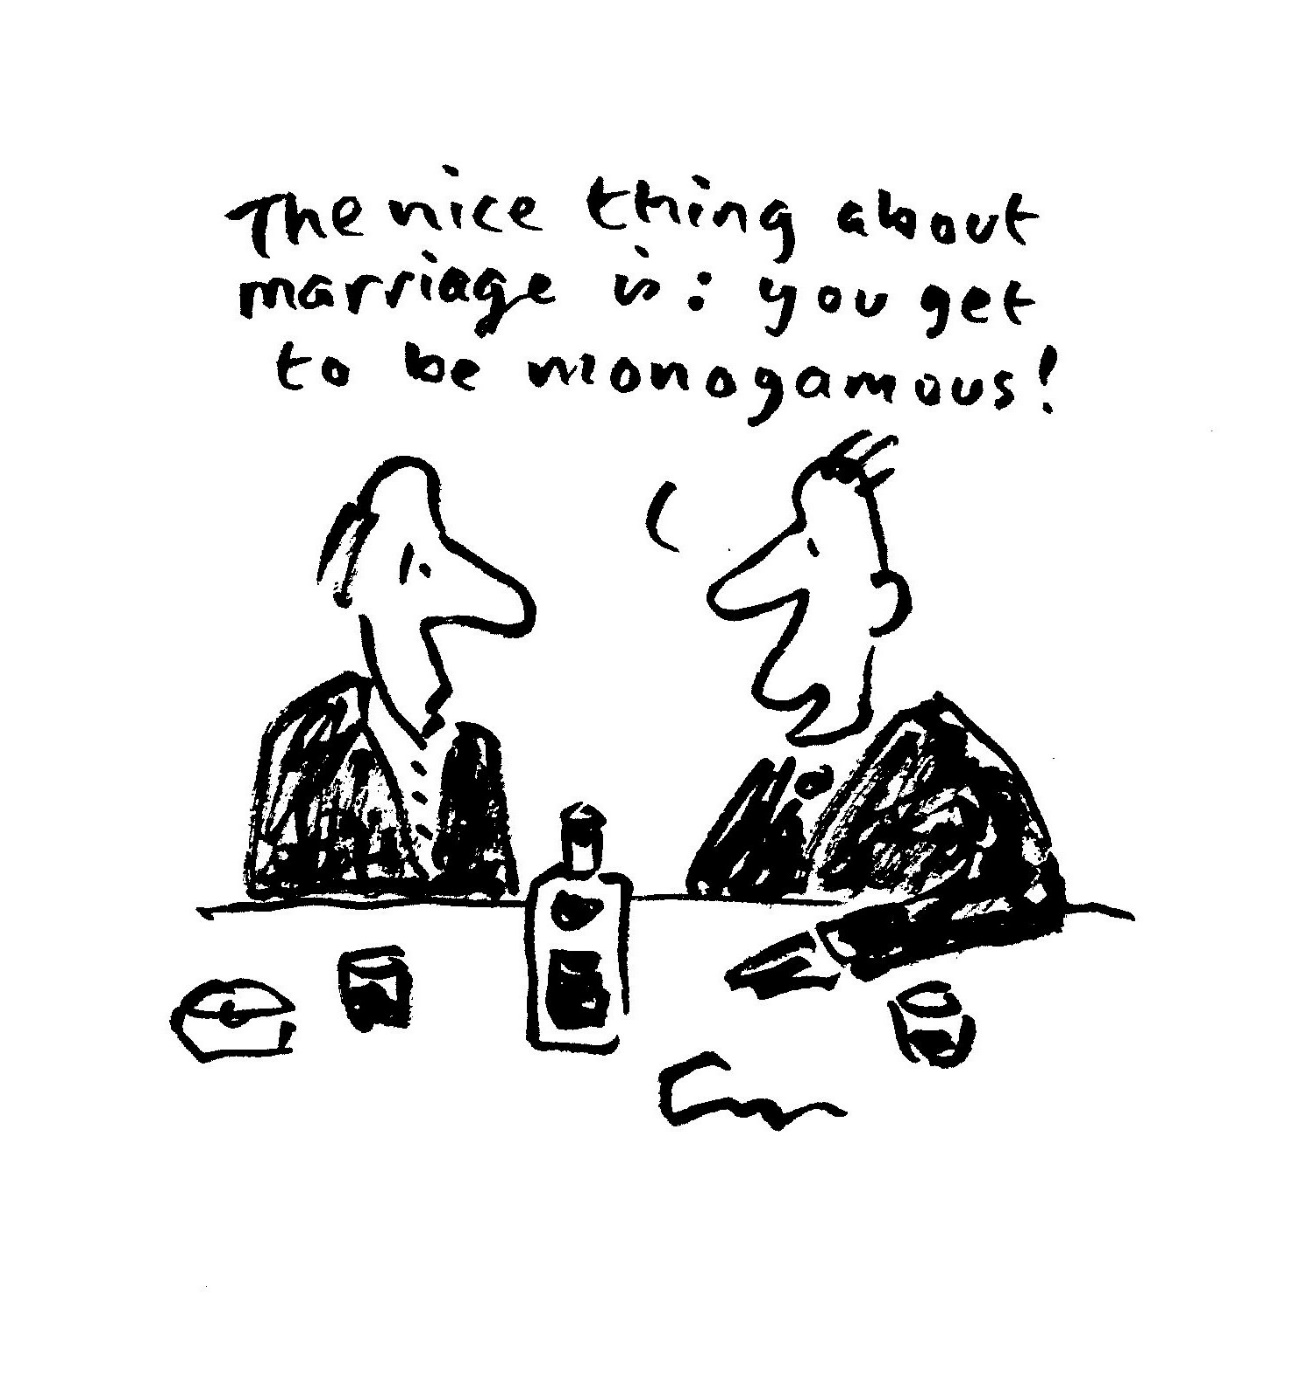 The nice thing about
marriage is: you get
to be monogamous!